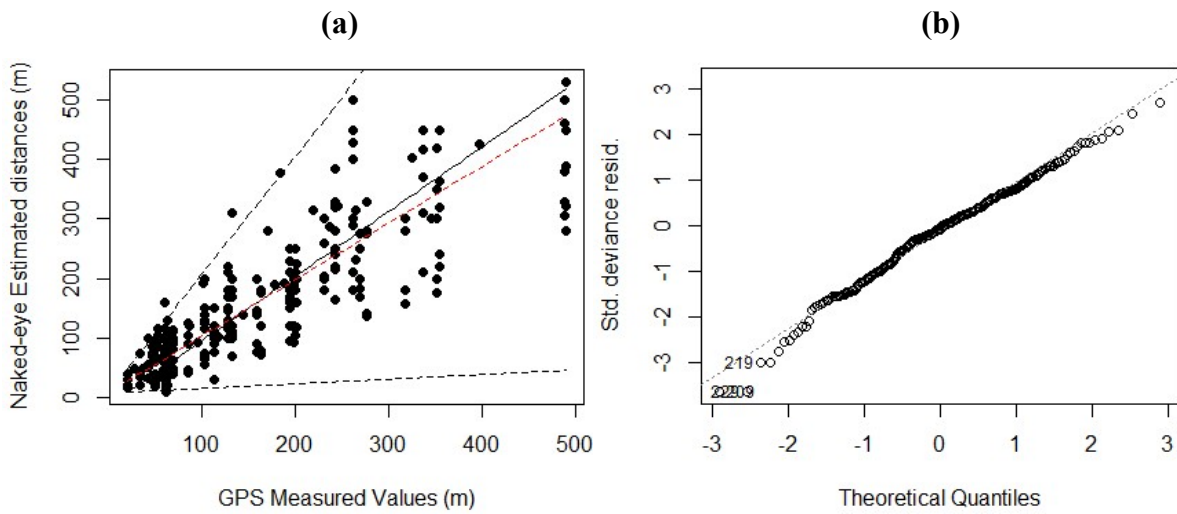 (a)
Naked-eye Estimated distances (m)
500
400
300
200
100
0
100 200 300 400 500
GPS Measured Values (m)
(b)
Std. deviance resid.
3
2
1
0
-1
-2
-3
219
-3 -2 -1 0 1 2 3
Theoretical Quantiles